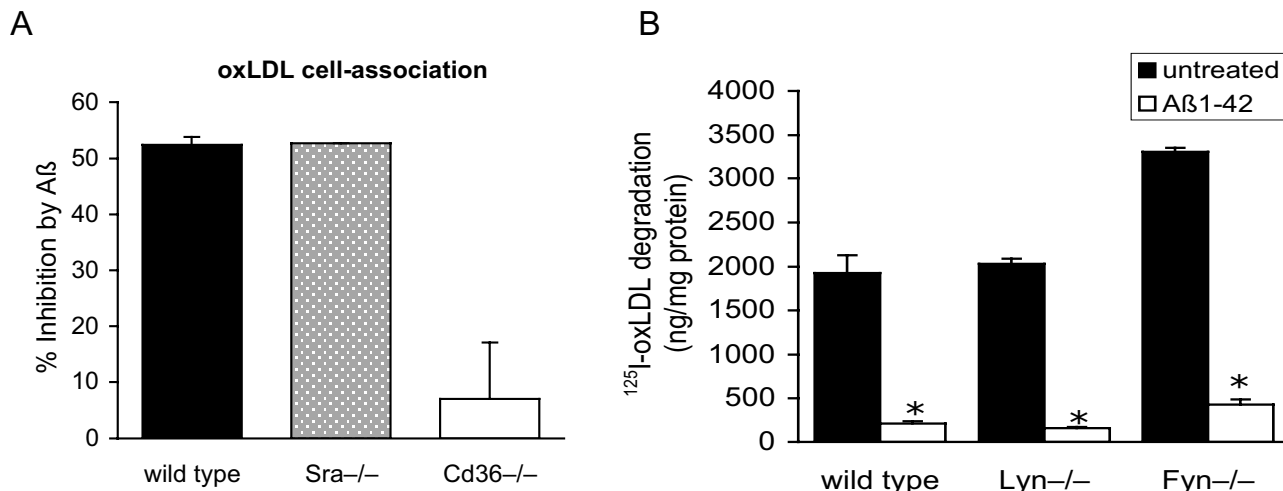 A
oxLDL cell-association
% Inhibition by Aß
60
50
40
30
20
10
0
wild type
Sra–/–
Cd36–/–
B
untreated
Aß1-42
¹²⁵I-oxLDL degradation
(ng/mg protein)
4000
3500
3000
2500
2000
1500
1000
500
0
*
*
*
wild type
Lyn–/–
Fyn–/–